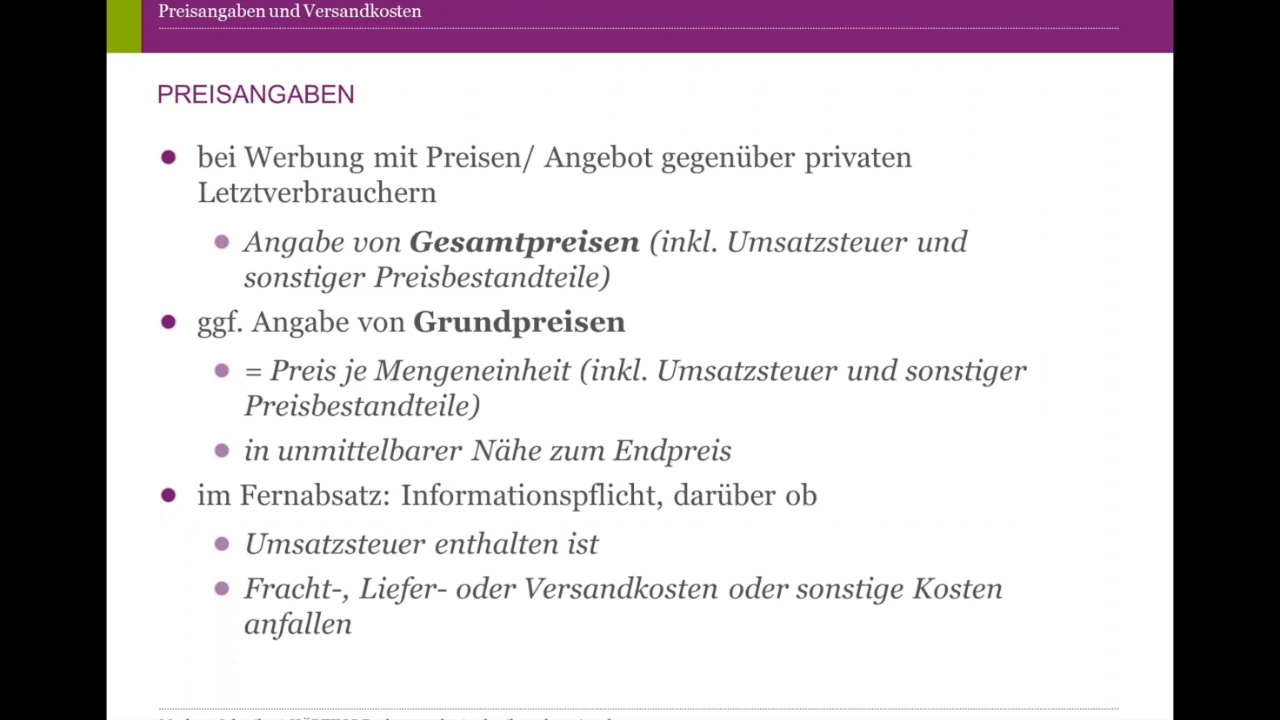 Preisangaben und Versandkosten
PREISANGABEN
bei Werbung mit Preisen/ Angebot gegenüber privaten
Letztverbrauchern
Angabe von Gesamtpreisen (inkl. Umsatzsteuer und
sonstiger Preisbestandteile)
ggf. Angabe von Grundpreisen
= Preis je Mengeneinheit (inkl. Umsatzsteuer und sonstiger
Preisbestandteile)
in unmittelbarer Nähe zum Endpreis
im Fernabsatz: Informationspflicht, darüber ob
Umsatzsteuer enthalten ist
Fracht-, Liefer- oder Versandkosten oder sonstige Kosten
anfallen